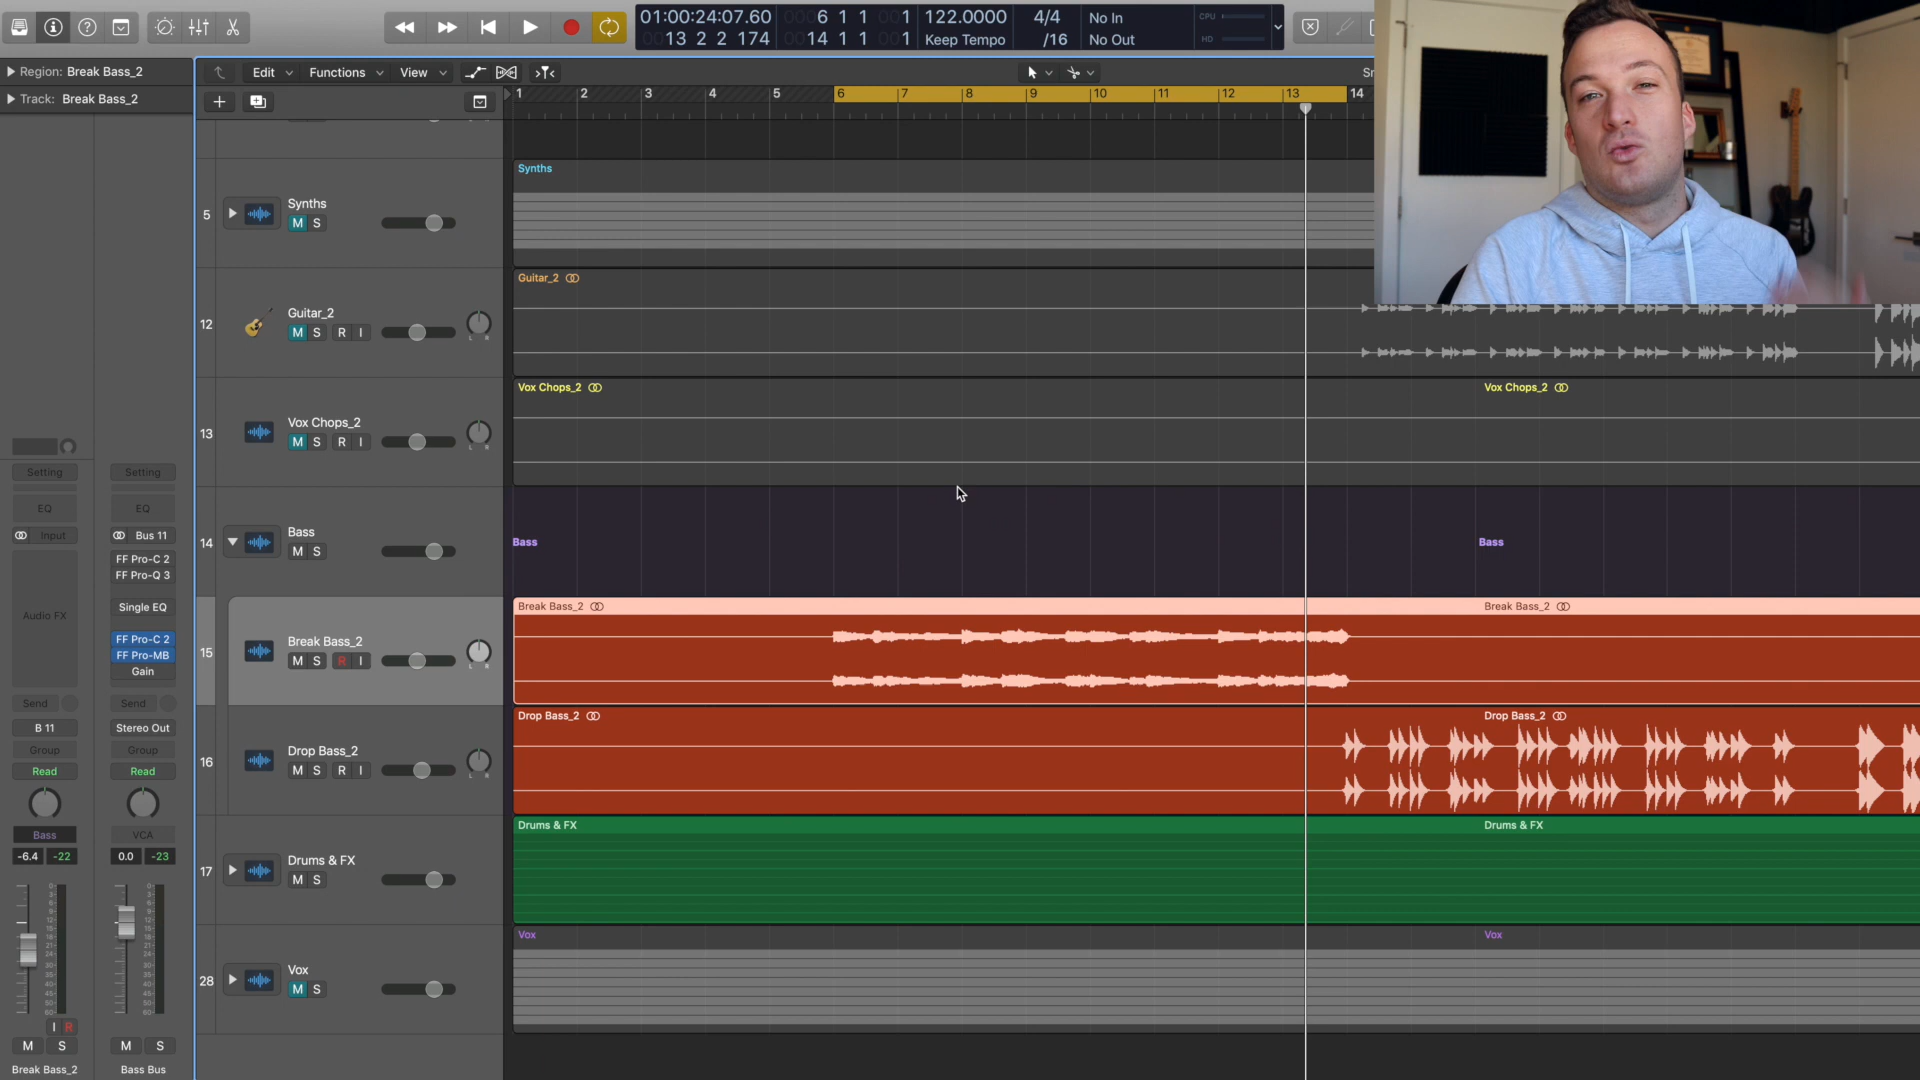 01:00:24:07.60
0013 2 2 174
0006 1 1 001
0014 1 1 001
122.0000
Keep Tempo
4/4
/16
No In
No Out
CPU
HD
Region: Break Bass_2
Track: Break Bass_2
Edit
Functions
View
1 2 3 4 5 6 7 8 9 10 11 12 13 14
5
Synths
M S
Synths
12
Guitar_2
M S R I
L R
Guitar_2
13
Vox Chops_2
M S R I
L R
Vox Chops_2
Vox Chops_2
14
Bass
M S
Bass
Bass
15
Break Bass_2
M S R I
L R
Break Bass_2
Break Bass_2
16
Drop Bass_2
M S R I
L R
Drop Bass_2
Drop Bass_2
17
Drums & FX
M S
Drums & FX
Drums & FX
28
Vox
M S
Vox
Vox
Setting
EQ
Input
Audio FX
Send
B 11
Group
Read
Bass
-6.4 -22
I R
M S
Break Bass_2
Setting
EQ
Bus 11
FF Pro-C 2
FF Pro-Q 3
Single EQ
FF Pro-C 2
FF Pro-MB
Gain
Send
Stereo Out
Group
Read
VCA
0.0 -23
M S
Bass Bus